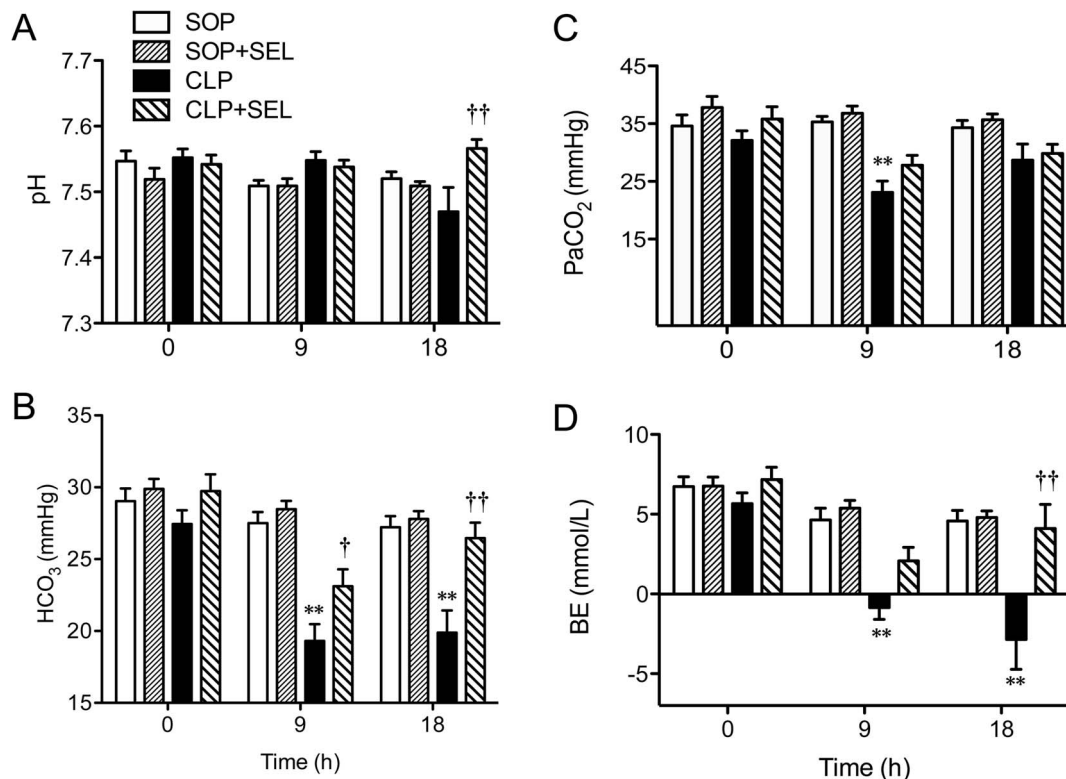 A
SOP
SOP+SEL
CLP
CLP+SEL
7.7
7.6
7.5
7.4
7.3
pH
††
0 9 18
C
45
35
25
15
PaCO2 (mmHg)
**
0 9 18
B
35
30
25
20
15
HCO3 (mmHg)
**
†
**
††
0 9 18
Time (h)
D
10
5
0
-5
BE (mmol/L)
**
**
††
0 9 18
Time (h)